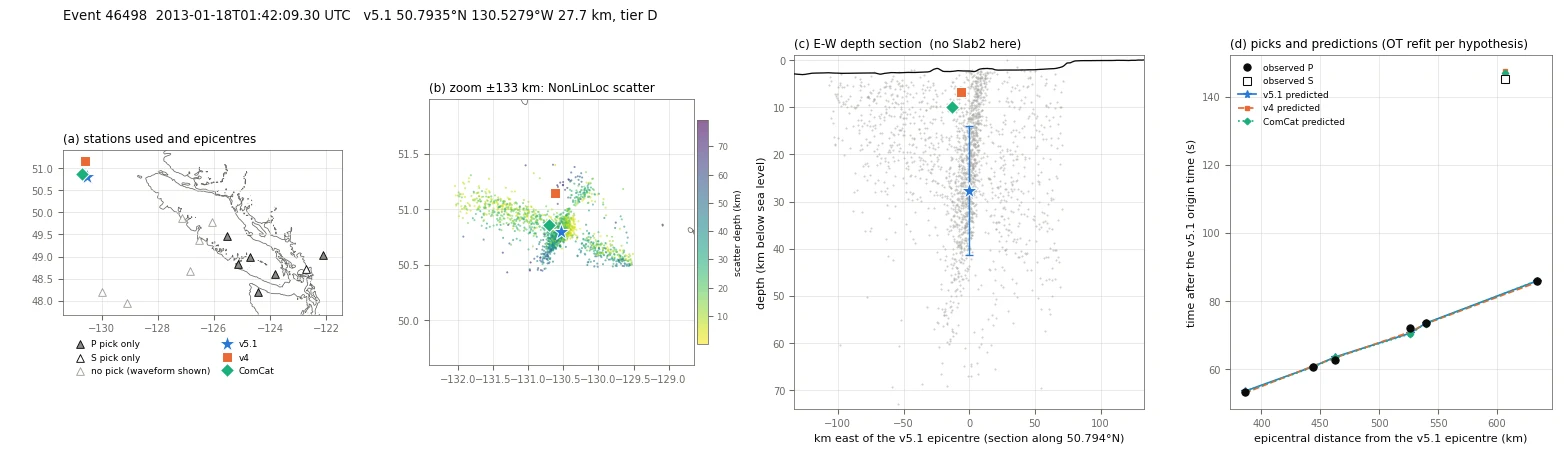 Event 46498  2013-01-18T01:42:09.30 UTC   v5.1 50.7935°N 130.5279°W 27.7 km, tier D
(a) stations used and epicentres
51.0
50.5
50.0
49.5
49.0
48.5
48.0
−130
−128
−126
−124
−122
P pick only
S pick only
no pick (waveform shown)
v5.1
v4
ComCat
(b) zoom ±133 km: NonLinLoc scatter
51.5
51.0
50.5
50.0
−132.0
−131.5
−131.0
−130.5
−130.0
−129.5
−129.0
70
60
50
40
30
20
10
scatter depth (km)
(c) E-W depth section  (no Slab2 here)
depth (km below sea level)
0
10
20
30
40
50
60
70
−100
−50
0
50
100
km east of the v5.1 epicentre (section along 50.794°N)
(d) picks and predictions (OT refit per hypothesis)
observed P
observed S
v5.1 predicted
v4 predicted
ComCat predicted
time after the v5.1 origin time (s)
140
120
100
80
60
400
450
500
550
600
epicentral distance from the v5.1 epicentre (km)